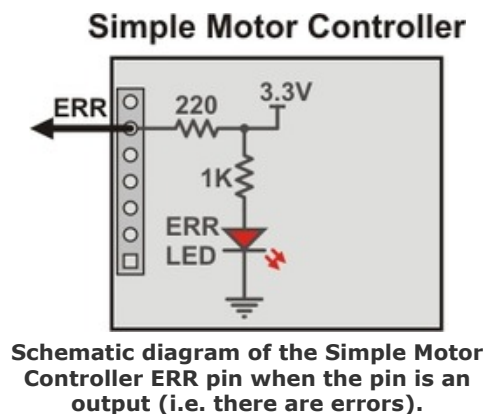 Simple Motor Controller
ERR
220
3.3V
1K
ERR
LED
Schematic diagram of the Simple Motor
Controller ERR pin when the pin is an
output (i.e. there are errors).